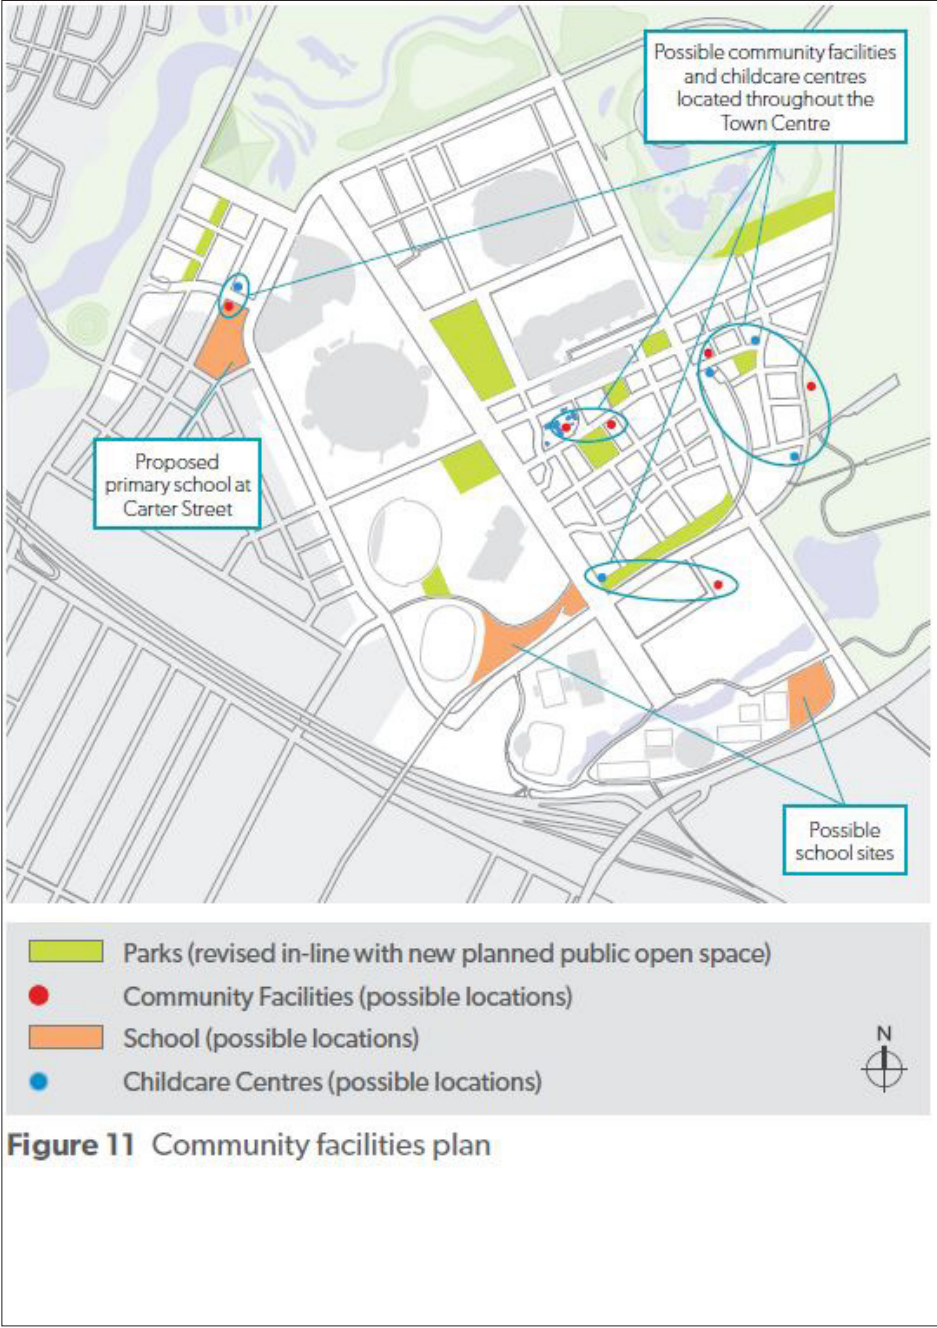 Possible community facilities
and childcare centres
located throughout the
Town Centre
Proposed
primary school at
Carter Street
Possible
school sites
Parks (revised in-line with new planned public open space)
Community Facilities (possible locations)
School (possible locations)
Childcare Centres (possible locations)
N
Figure 11 Community facilities plan